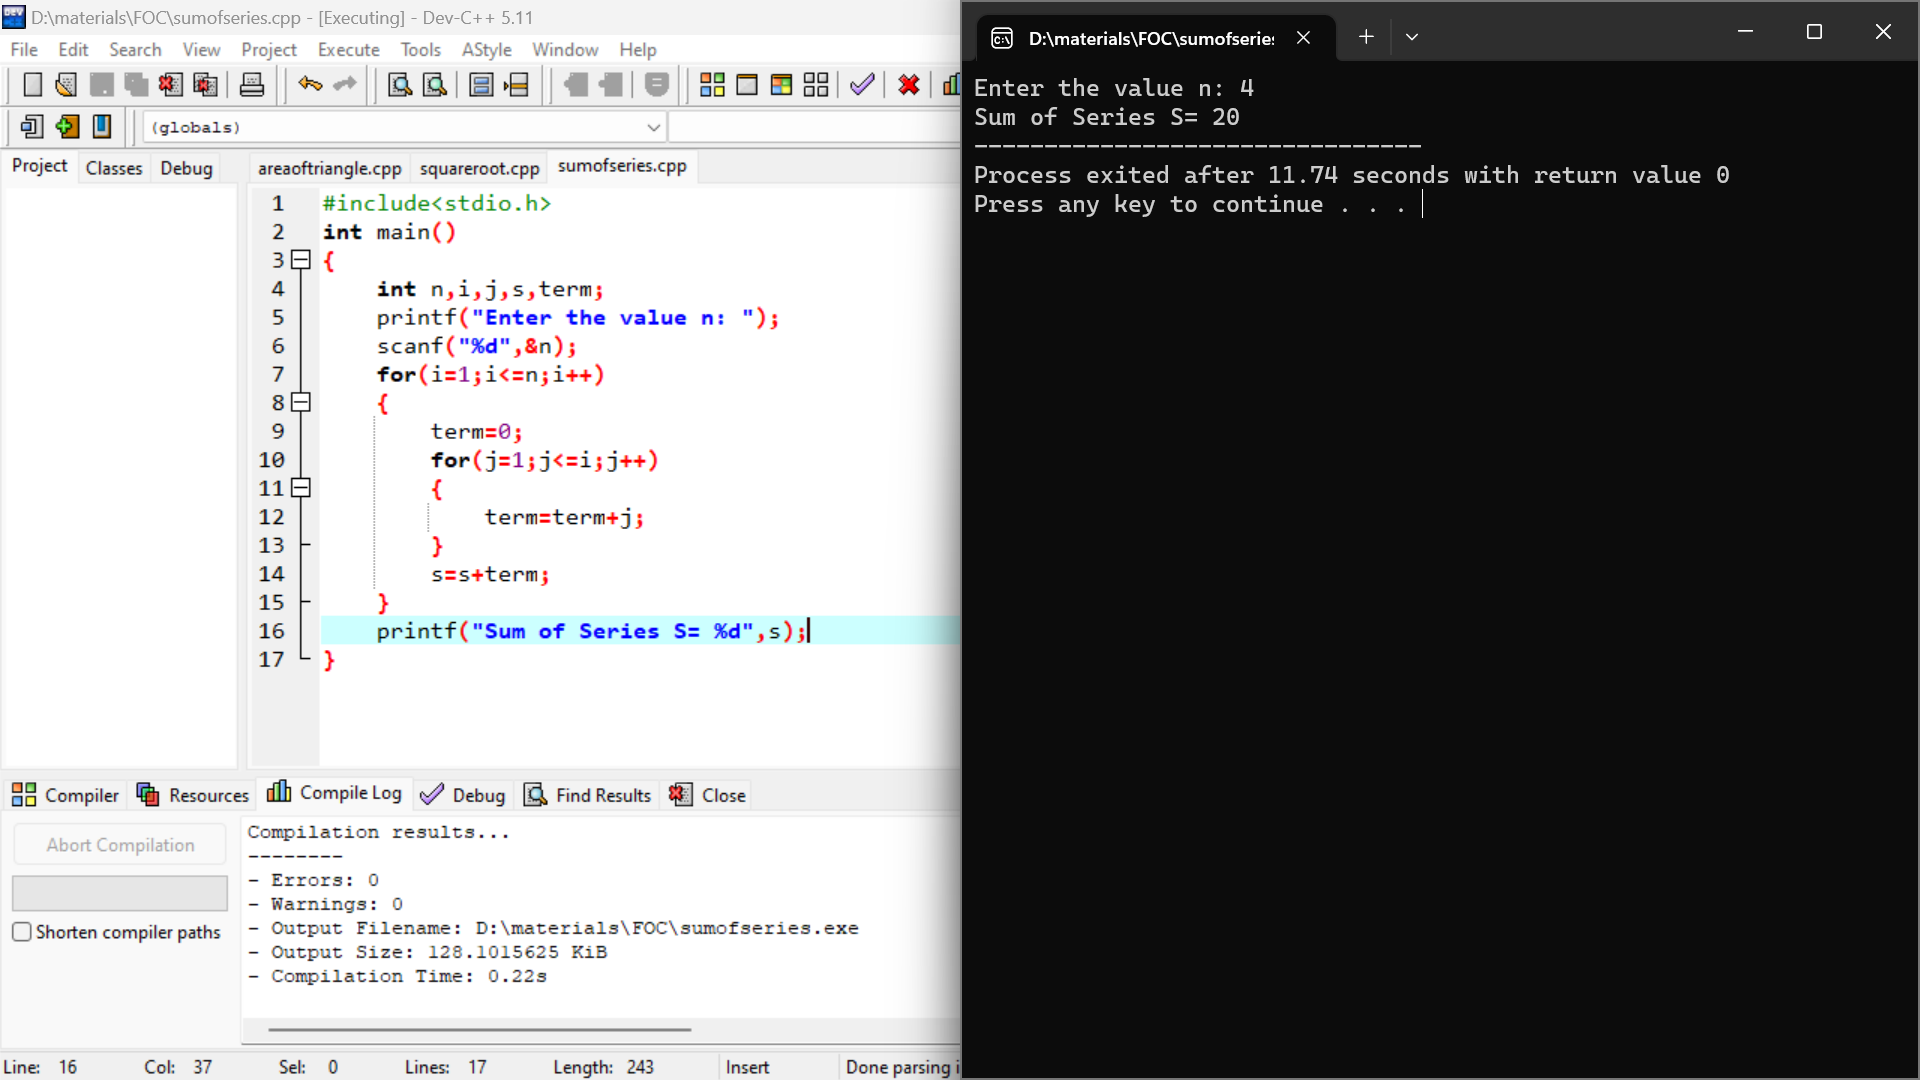 D:\materials\FOC\sumofseries.cpp - [Executing] - Dev-C++ 5.11
File Edit Search View Project Execute Tools AStyle Window Help
(globals)
Project Classes Debug
areaoftriangle.cpp squareroot.cpp sumofseries.cpp
1 #include<stdio.h>
2 int main()
3 {
4 int n,i,j,s,term;
5 printf("Enter the value n: ");
6 scanf("%d",&n);
7 for(i=1;i<=n;i++)
8 {
9 term=0;
10 for(j=1;j<=i;j++)
11 {
12 term=term+j;
13 }
14 s=s+term;
15 }
16 printf("Sum of Series S= %d",s);
17 }
Compiler Resources Compile Log Debug Find Results Close
Abort Compilation
Shorten compiler paths
Compilation results...
--------
- Errors: 0
- Warnings: 0
- Output Filename: D:\materials\FOC\sumofseries.exe
- Output Size: 128.1015625 KiB
- Compilation Time: 0.22s
Line: 16 Col: 37 Sel: 0 Lines: 17 Length: 243 Insert Done parsing
D:\materials\FOC\sumofserie
Enter the value n: 4
Sum of Series S= 20
--------------------------------
Process exited after 11.74 seconds with return value 0
Press any key to continue . . .